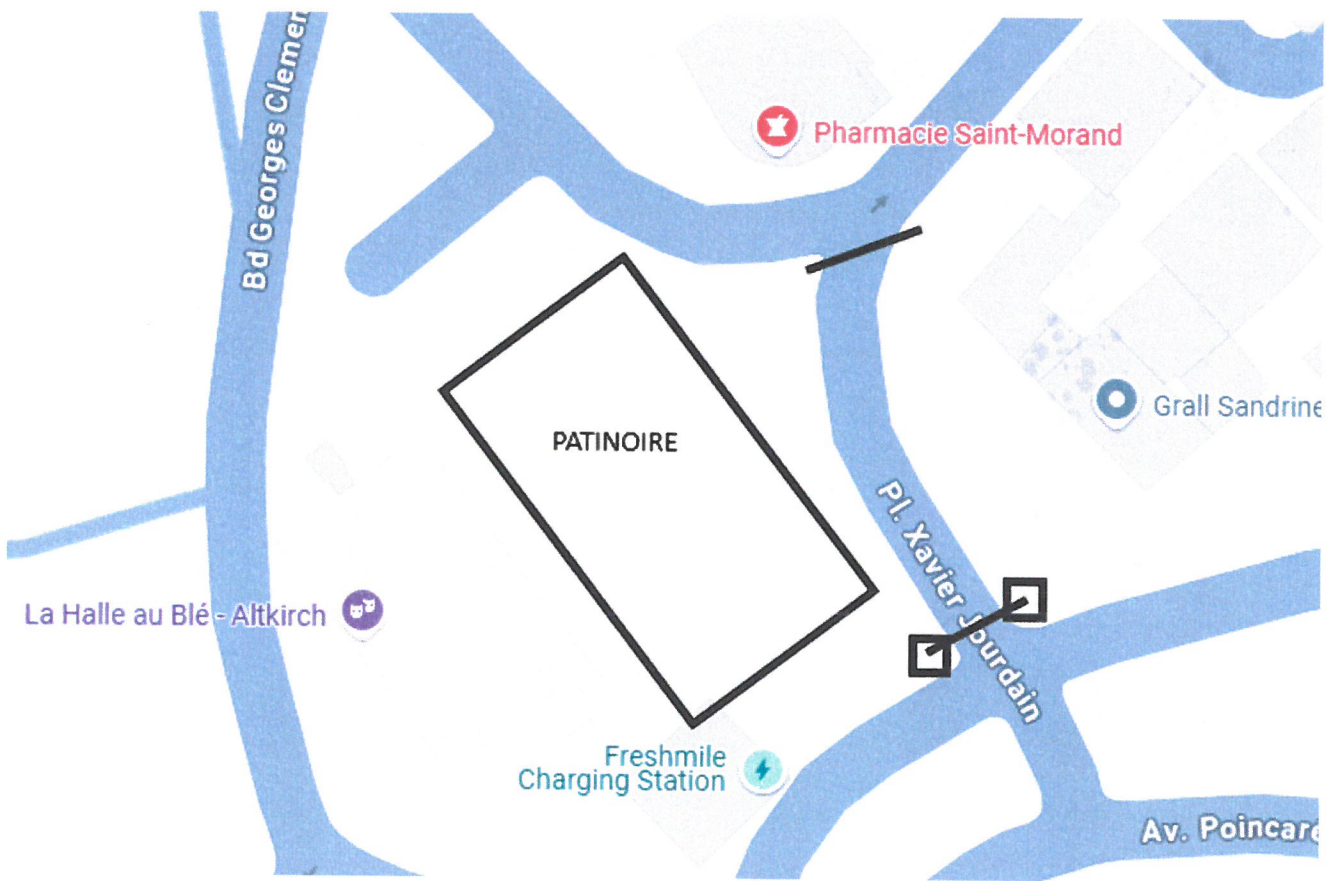 Bd Georges Clemen
Pharmacie Saint-Morand
Grall Sandrine
PATINOIRE
Pl. Xavier Jourdain
La Halle au Blé - Altkirch
Freshmile
Charging Station
Av. Poincaré